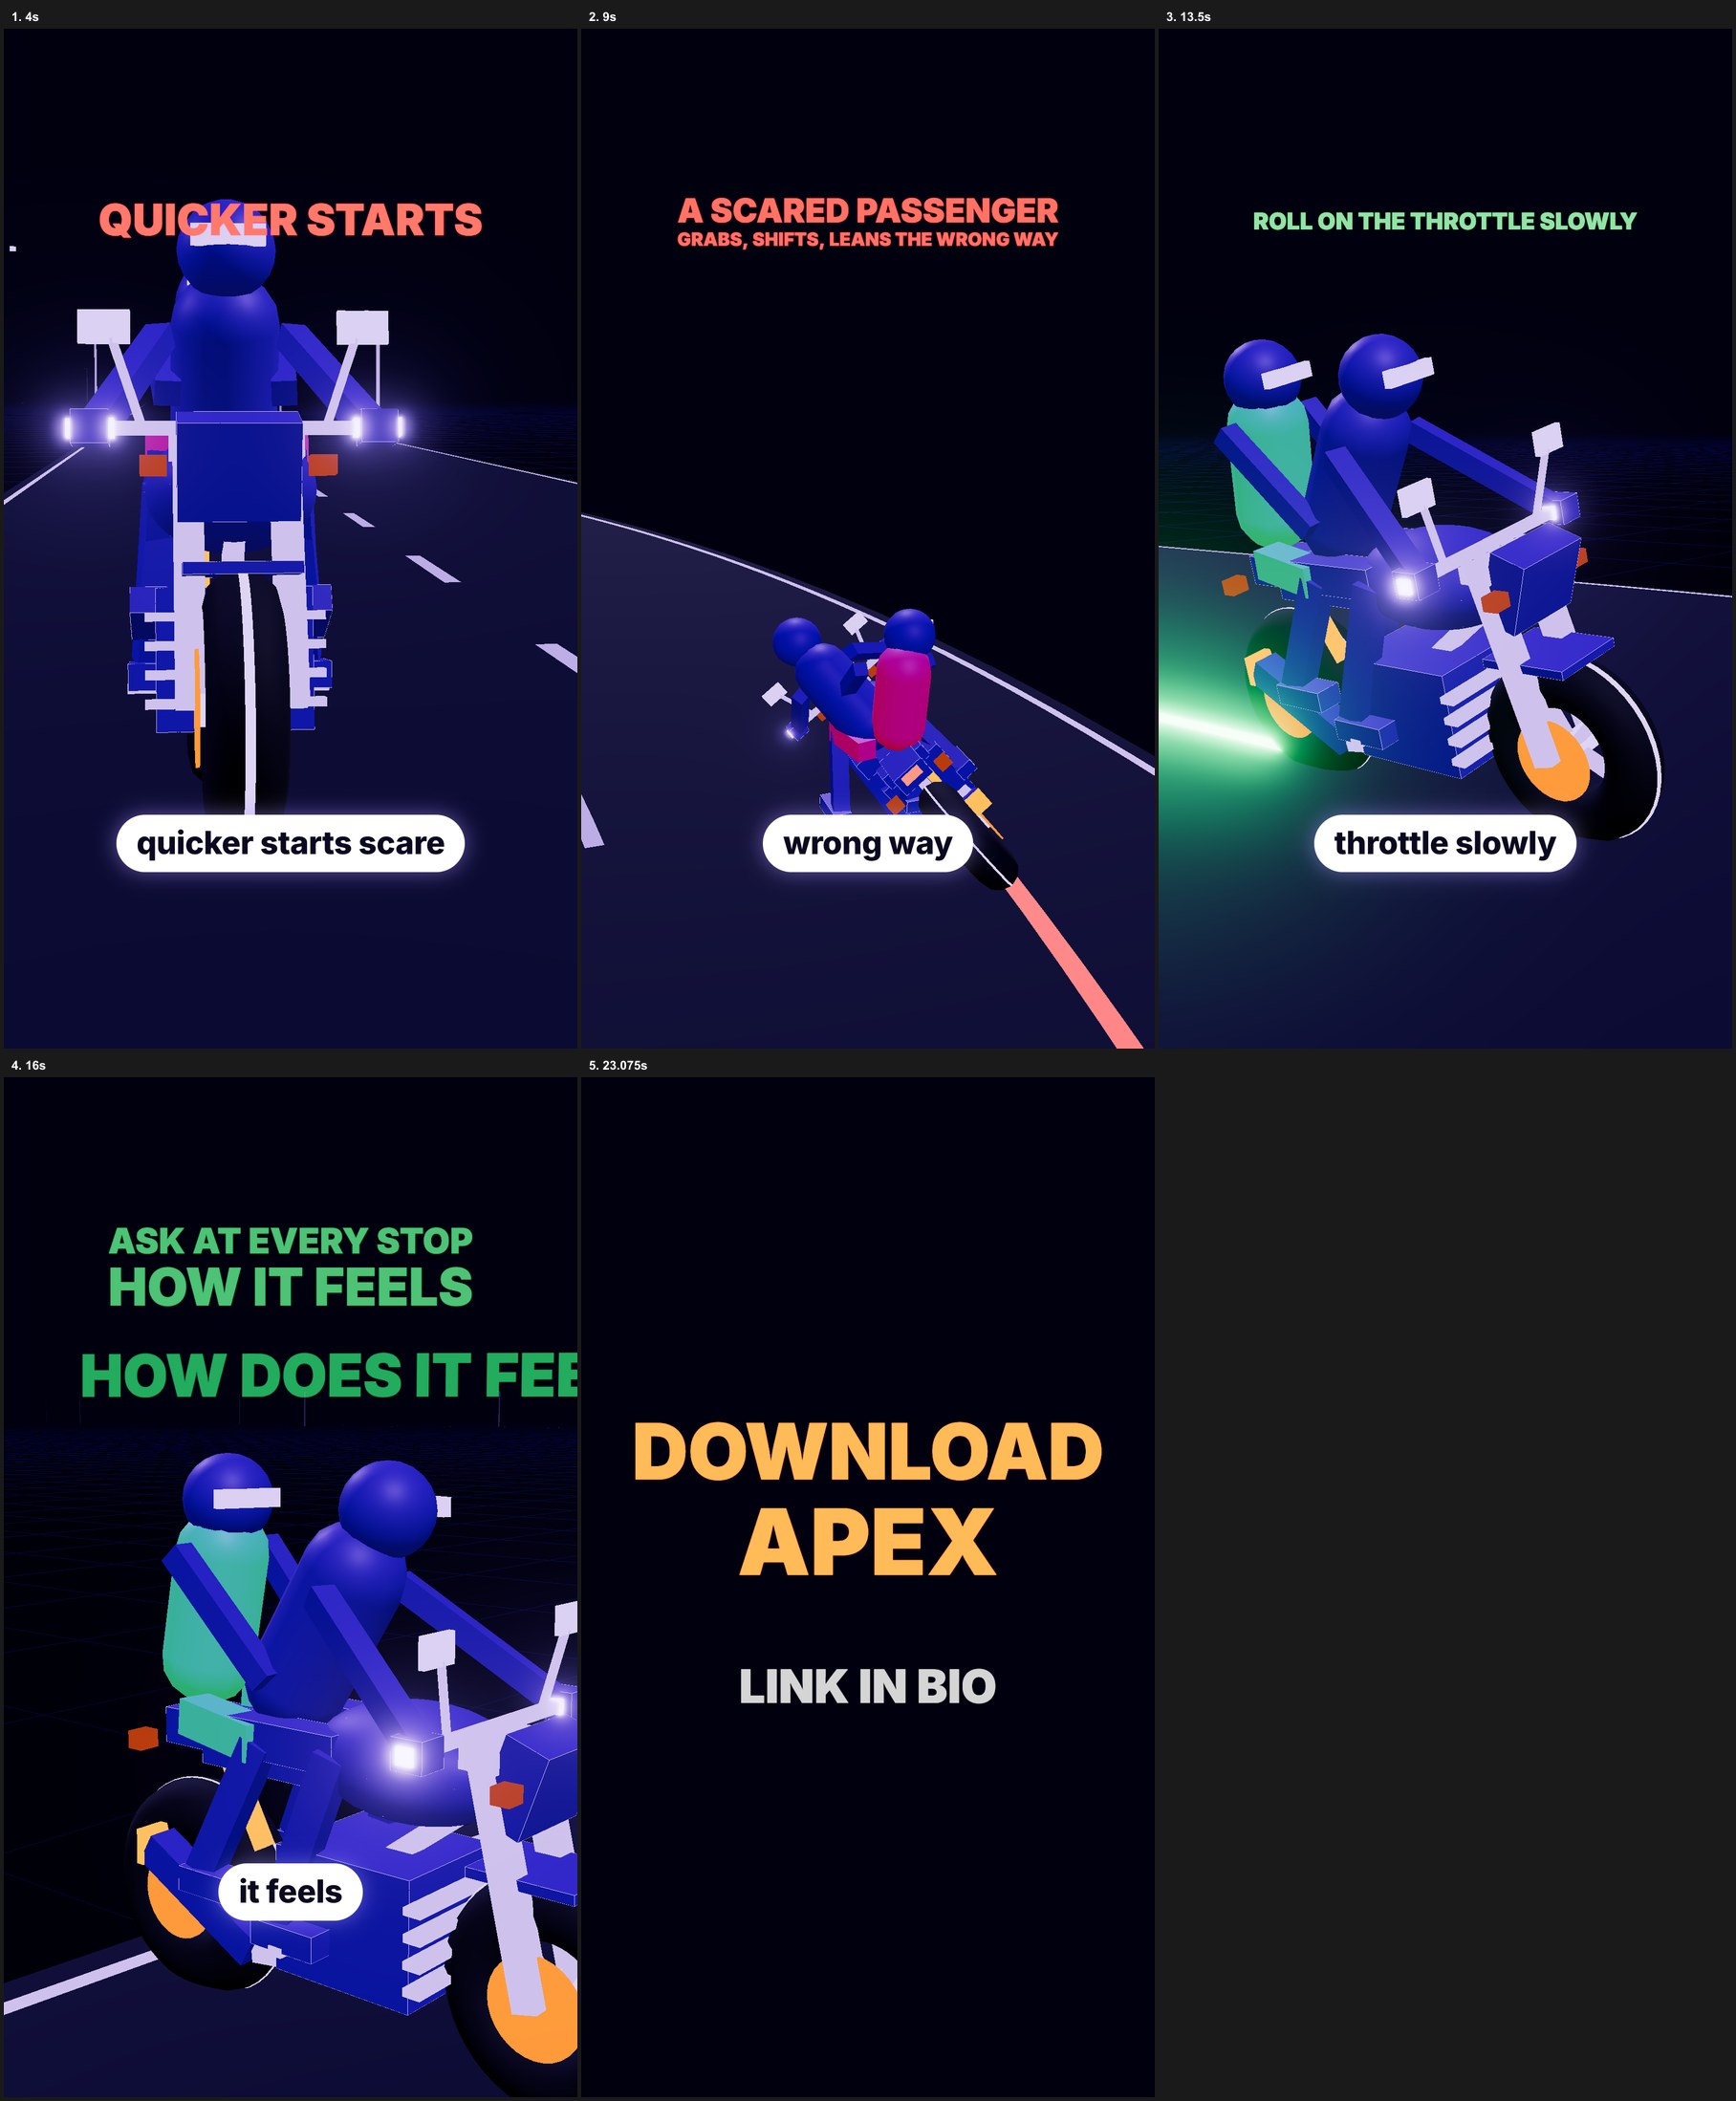 1. 4s
QUICKER STARTS
quicker starts scare
2. 9s
A SCARED PASSENGER
GRABS, SHIFTS, LEANS THE WRONG WAY
wrong way
3. 13.5s
ROLL ON THE THROTTLE SLOWLY
throttle slowly
4. 16s
ASK AT EVERY STOP
HOW IT FEELS
HOW DOES IT FEE
it feels
5. 23.075s
DOWNLOAD
APEX
LINK IN BIO